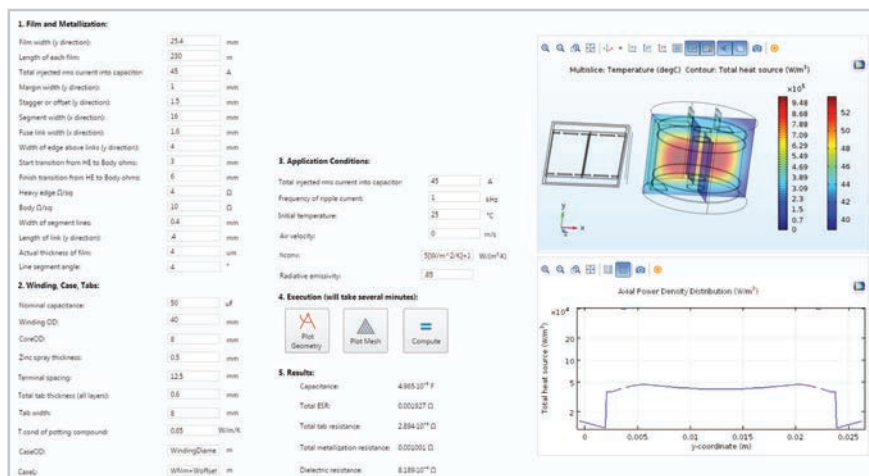 1. Film and Metallization:
Film width (y direction): 25.4 mm
Length of each film: 230 m
Total injected rms current into capacitor: 45 A
Margin width (y direction): 1 mm
Stagger or offset (y direction): 1.5 mm
Segment width (x direction): 16 mm
Fuse link width (x direction): 1.6 mm
Width of edge above links (y direction): 4 mm
Start transition from HE to Body ohms: 3 mm
Finish transition from HE to Body ohms: 6 mm
Heavy edge Ω/sq 4 Ω
Body Ω/sq 10 Ω
Width of segment lines: 0.4 mm
Length of link (y direction): .4 mm
Actual thickness of film: 4 um
Line segment angle: 4 °
2. Winding, Case, Tabs:
Nominal capacitance: 50 uF
Winding OD: 40 mm
CoreOD: 8 mm
Zinc spray thickness: 0.5 mm
Terminal spacing: 12.5 mm
Total tab thickness (all layers): 0.6 mm
Tab width: 8 mm
T cond of potting compound: 0.65 W/m/K
CaseOD: WindingDiame m
CaseL: m
3. Application Conditions:
Total injected rms current into capacitor: 45 A
Frequency of ripple current: 1 kHz
Initial temperature: 25 °C
Air velocity: 0 m/s
5[W/m^2/K]+1 W/(m²K)
Radiative emissivity: .85
4. Execution (will take several minutes):
Plot Geometry
Plot Mesh
Compute
5. Results:
Capacitance: F
Total ESR: 0.001927 Ω
Total tab resistance: Ω
Total metallization resistance: 0.001001 Ω
Dielectric resistance: Ω
Multislice: Temperature (degC) Contour: Total heat source (W/m³)
9.48
8.68
7.88
7.09
6.29
5.49
4.69
3.89
3.09
2.3
1.5
0.7
0
52
50
48
46
44
42
40
y
z
x
Axial Power Density Distribution (W/m²)
Total heat source (W/m³)
20
10
5
2
0 0.005 0.01 0.015 0.02 0.025
y-coordinate (m)